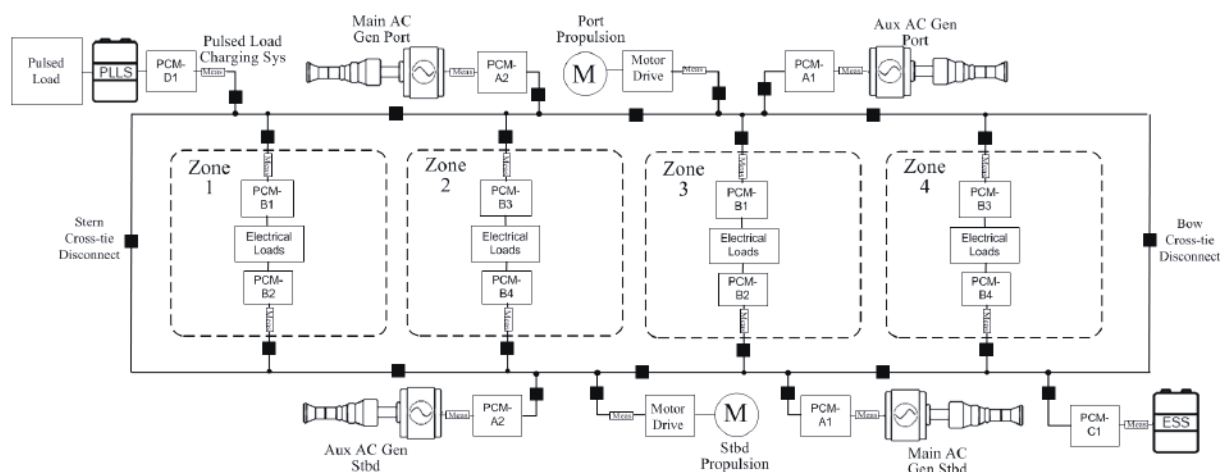 Pulsed
Load
PLLS
PCM-
D1
Meas
Pulsed Load
Charging Sys
Main AC
Gen Port
Meas
PCM-
A2
Port
Propulsion
M
Motor
Drive
Meas
PCM-
A1
Meas
Aux AC Gen
Port
Zone
1
Meas
PCM-
B1
Electrical
Loads
PCM-
B2
Meas
Zone
2
Meas
PCM-
B3
Electrical
Loads
PCM-
B4
Meas
Zone
3
Meas
PCM-
B1
Electrical
Loads
PCM-
B2
Meas
Zone
4
Meas
PCM-
B3
Electrical
Loads
PCM-
B4
Meas
Stern
Cross-tie
Disconnect
Bow
Cross-tie
Disconnect
Aux AC Gen
Stbd
Meas
PCM-
A2
Meas
Motor
Drive
M
Stbd
Propulsion
PCM-
A1
Meas
Main AC
Gen Stbd
PCM-
C1
Meas
ESS